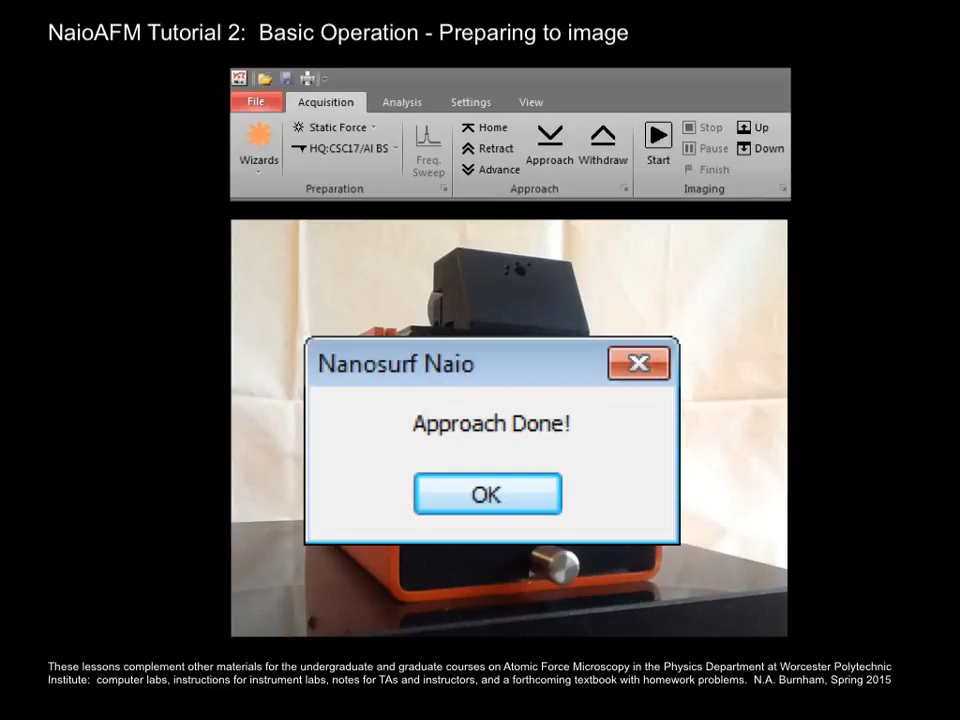 NaioAFM Tutorial 2:  Basic Operation - Preparing to image
File Acquisition Analysis Settings View
Wizards
Static Force
HQ:CSC17/Al BS
Freq. Sweep
Preparation
Home
Retract
Advance
Approach
Withdraw
Approach
Start
Stop
Pause
Finish
Up
Down
Imaging
Nanosurf Naio
Approach Done!
OK
These lessons complement other materials for the undergraduate and graduate courses on Atomic Force Microscopy in the Physics Department at Worcester Polytechnic
Institute:  computer labs, instructions for instrument labs, notes for TAs and instructors, and a forthcoming textbook with homework problems.  N.A. Burnham, Spring 2015